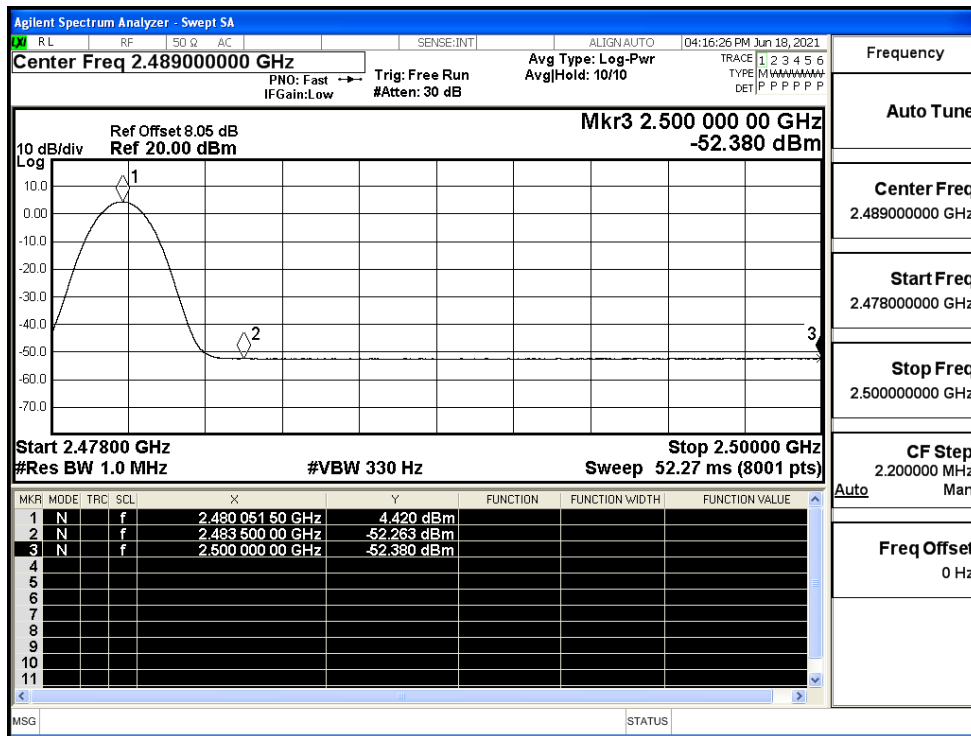 Agilent Spectrum Analyzer - Swept SA
LXI RL RF 50 Ω AC SENSE:INT ALIGN AUTO 04:16:26 PM Jun 18, 2021
Center Freq 2.489000000 GHz
PNO: Fast
IFGain:Low
Trig: Free Run
#Atten: 30 dB
Avg Type: Log-Pwr
Avg|Hold: 10/10
TRACE 1 2 3 4 5 6
TYPE M WWWWW
DET P P P P P P
Ref Offset 8.05 dB
10 dB/div Ref 20.00 dBm
Log
Mkr3 2.500 000 00 GHz
-52.380 dBm
10.0
0.00
-10.0
-20.0
-30.0
-40.0
-50.0
-60.0
-70.0
1
2
3
Start 2.47800 GHz Stop 2.50000 GHz
#Res BW 1.0 MHz #VBW 330 Hz Sweep 52.27 ms (8001 pts)
MKR MODE TRC SCL X Y FUNCTION FUNCTION WIDTH FUNCTION VALUE
1 N f 2.480 051 50 GHz 4.420 dBm
2 N f 2.483 500 00 GHz -52.263 dBm
3 N f 2.500 000 00 GHz -52.380 dBm
4
5
6
7
8
9
10
11
MSG STATUS
Frequency
Auto Tune
Center Freq
2.489000000 GHz
Start Freq
2.478000000 GHz
Stop Freq
2.500000000 GHz
CF Step
2.200000 MHz
Auto Man
Freq Offset
0 Hz